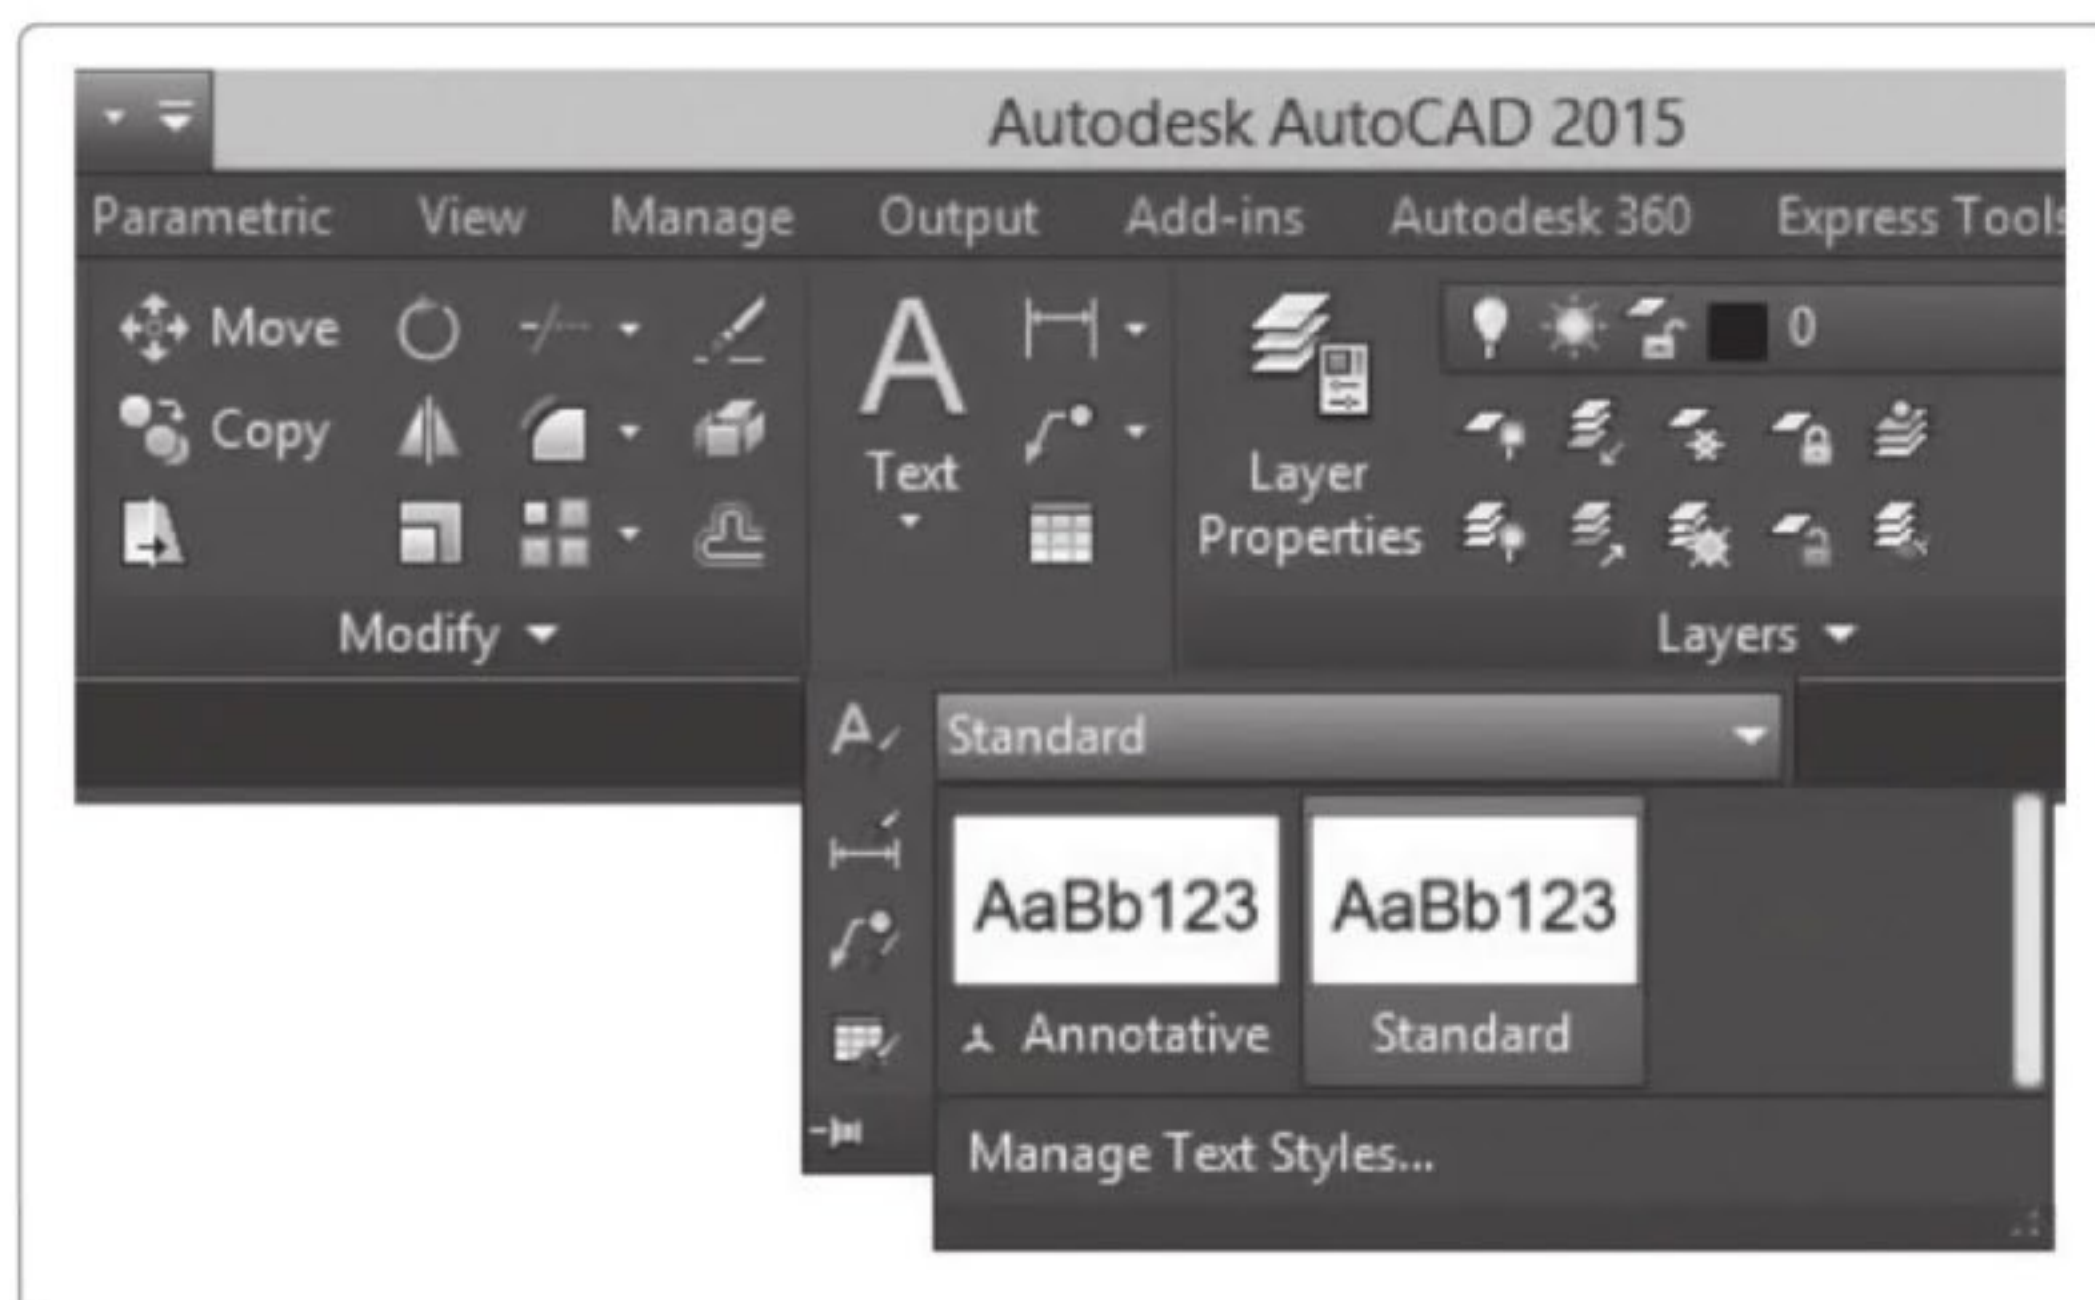 Autodesk AutoCAD 2015
Parametric View Manage Output Add-ins Autodesk 360 Express Tools
Move
0
Copy
A
Text
Layer
Properties
Modify
Layers
A
Standard
AaBb123 AaBb123
Annotative Standard
Manage Text Styles...